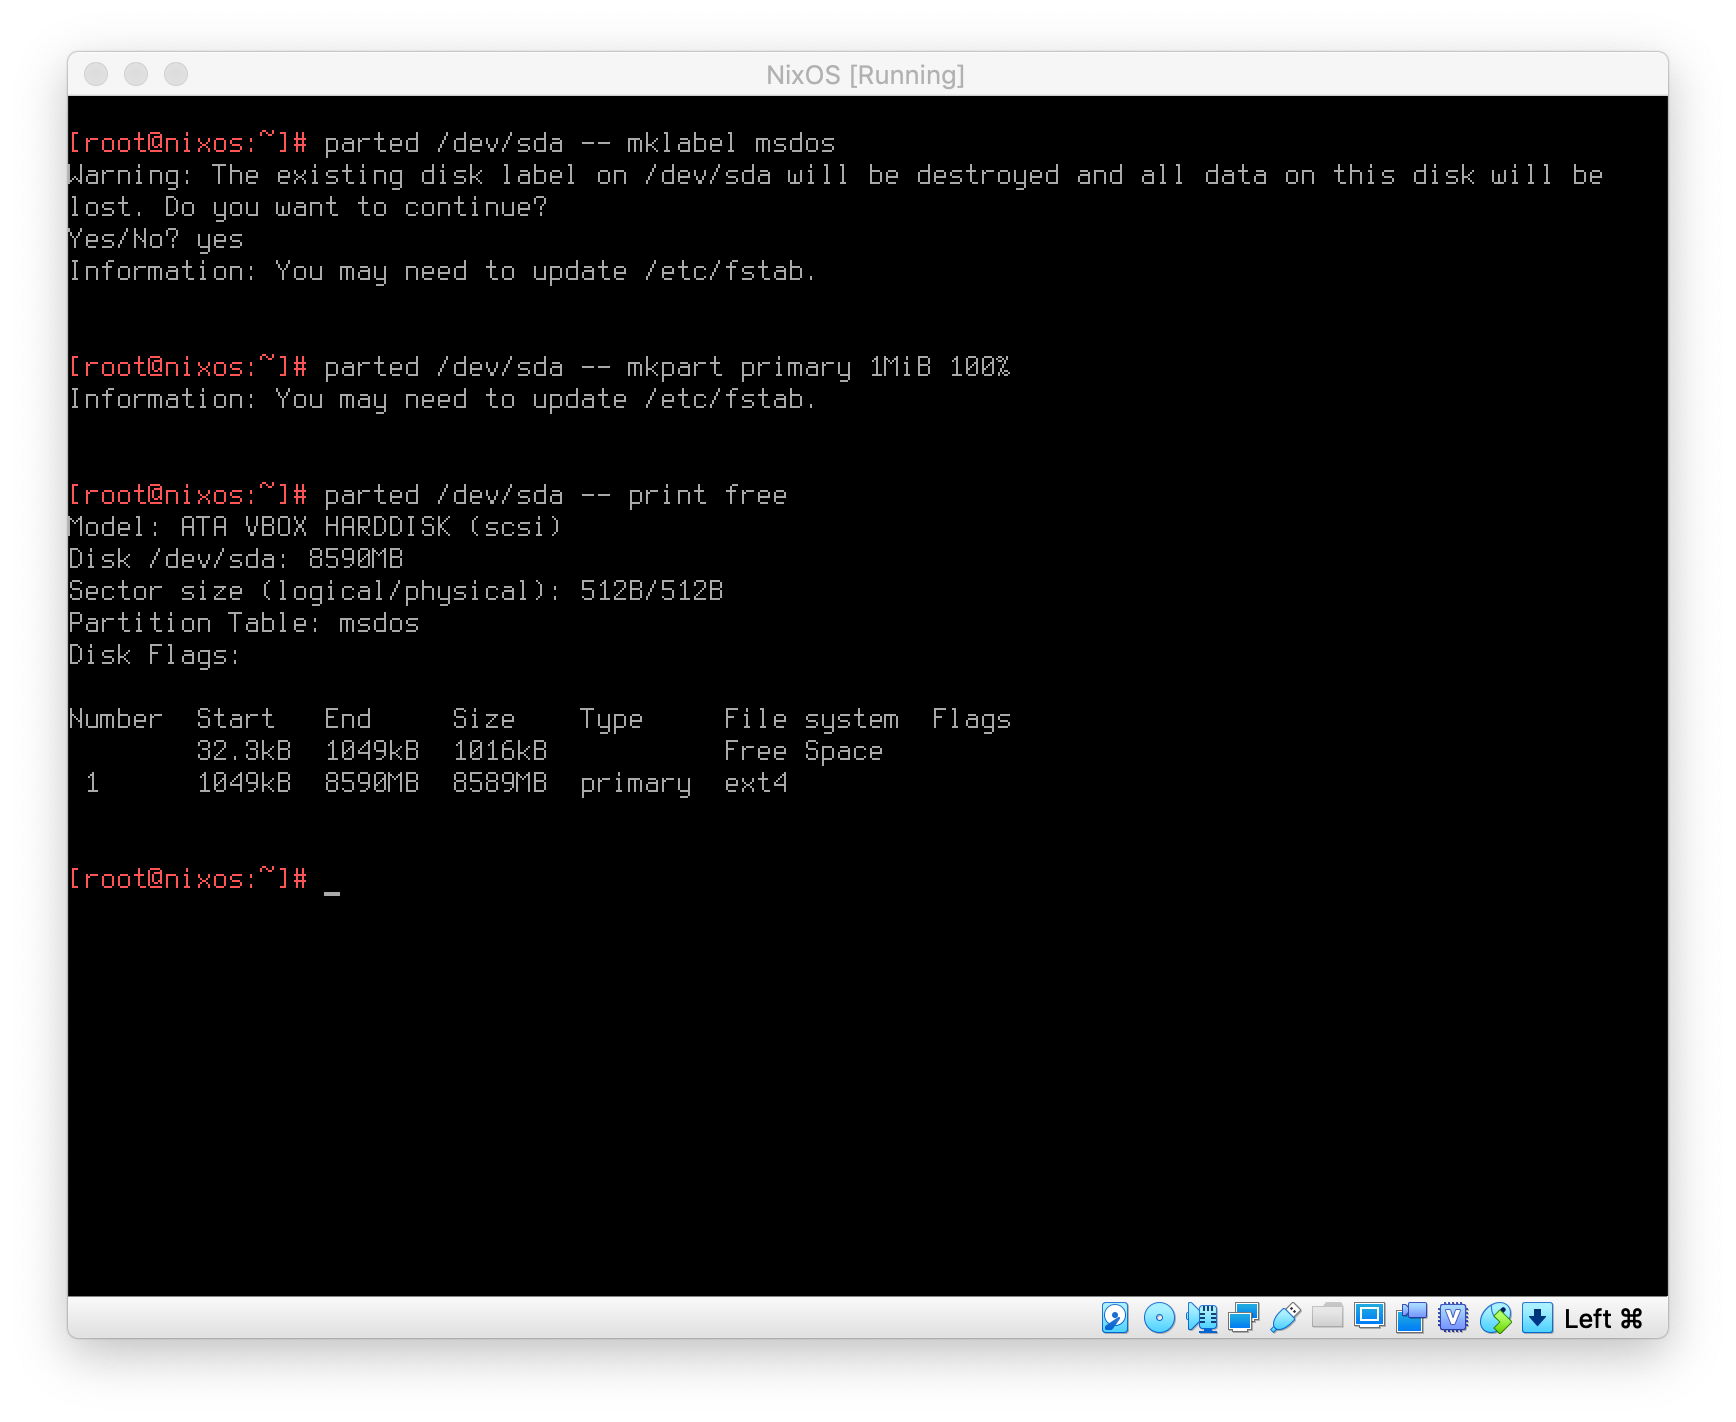 NixOS [Running]
[root@nixos:~]# parted /dev/sda -- mklabel msdos
Warning: The existing disk label on /dev/sda will be destroyed and all data on this disk will be
lost. Do you want to continue?
Yes/No? yes
Information: You may need to update /etc/fstab.
[root@nixos:~]# parted /dev/sda -- mkpart primary 1MiB 100%
Information: You may need to update /etc/fstab.
[root@nixos:~]# parted /dev/sda -- print free
Model: ATA VBOX HARDDISK (scsi)
Disk /dev/sda: 8590MB
Sector size (logical/physical): 512B/512B
Partition Table: msdos
Disk Flags:
Number  Start   End     Size    Type     File system  Flags
        32.3kB  1049kB  1016kB           Free Space
 1      1049kB  8590MB  8589MB  primary  ext4
[root@nixos:~]# _
Left ⌘